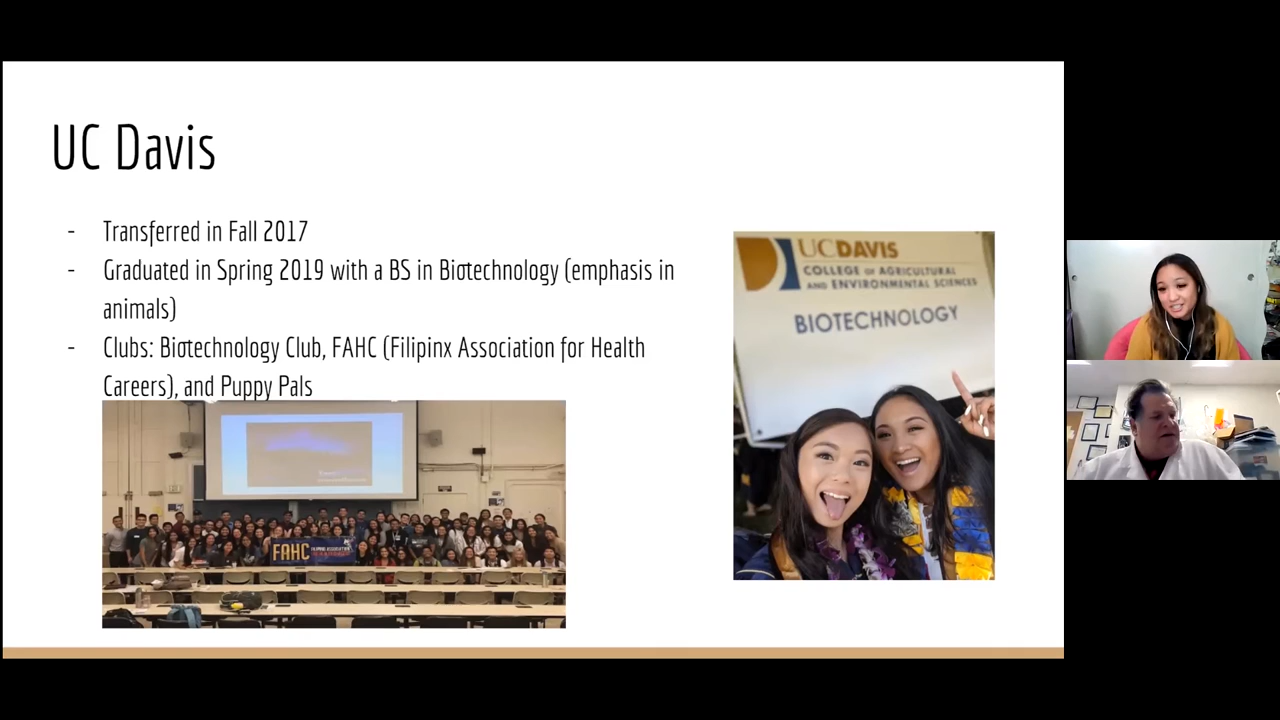 UC Davis
- Transferred in Fall 2017
- Graduated in Spring 2019 with a BS in Biotechnology (emphasis in
animals)
- Clubs: Biotechnology Club, FAHC (Filipinx Association for Health
Careers), and Puppy Pals
FAHC
UC DAVIS
COLLEGE OF AGRICULTURAL
AND ENVIRONMENTAL SCIENCES
BIOTECHNOLOGY